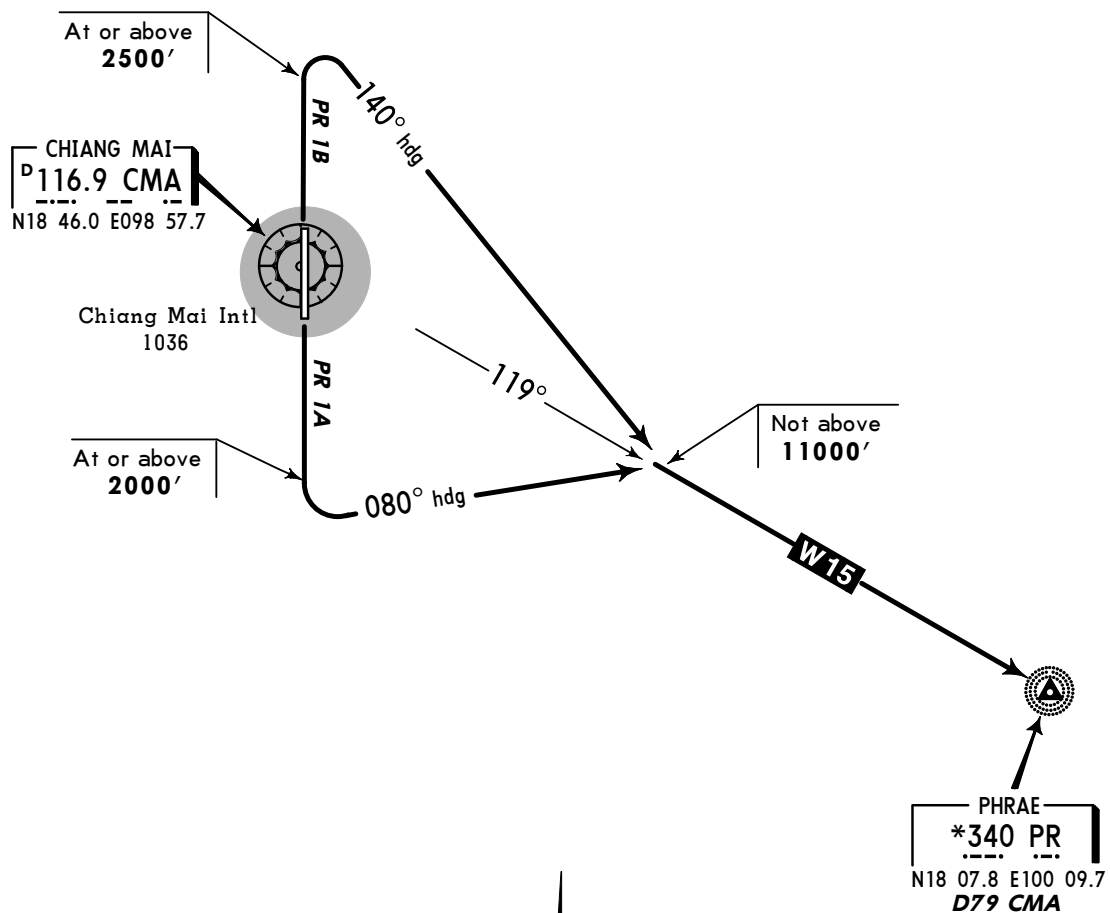 At or above
2500′
PR 1B
140° hdg
CHIANG MAI
D 116.9 CMA
N18 46.0 E098 57.7
Chiang Mai Intl
1036
PR 1A
119°
At or above
2000′
080° hdg
Not above
11000′
W15
PHRAE
*340 PR
N18 07.8 E100 09.7
D79 CMA